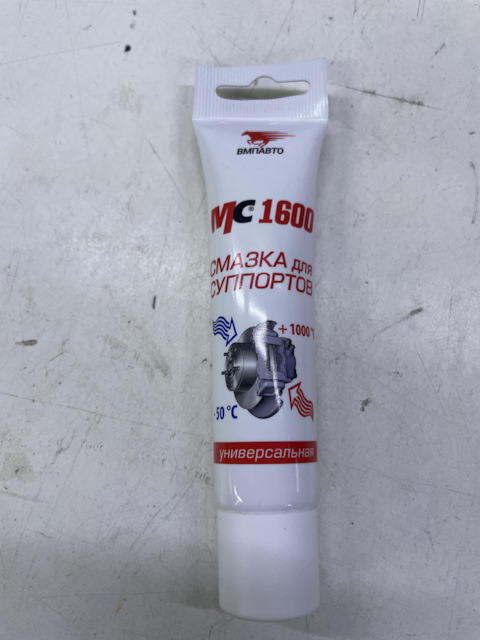 ВМПАВТО
МС® 1600
СМАЗКА для
СУППОРТОВ
+ 1000 °С
- 50 °С
универсальная